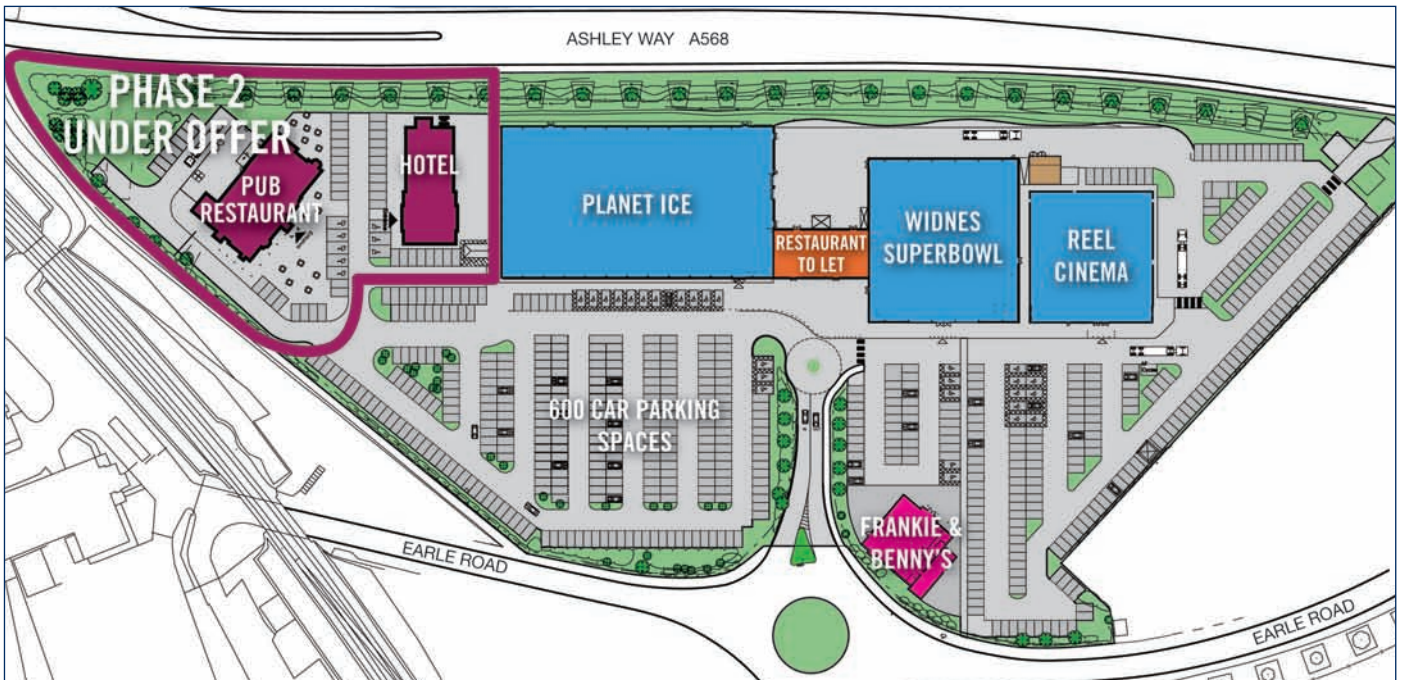 ASHLEY WAY A568
PHASE 2
UNDER OFFER
PUB
RESTAURANT
HOTEL
PLANET ICE
RESTAURANT
TO LET
WIDNES
SUPERBOWL
REEL
CINEMA
600 CAR PARKING
SPACES
FRANKIE &
BENNY'S
EARLE ROAD
EARLE ROAD